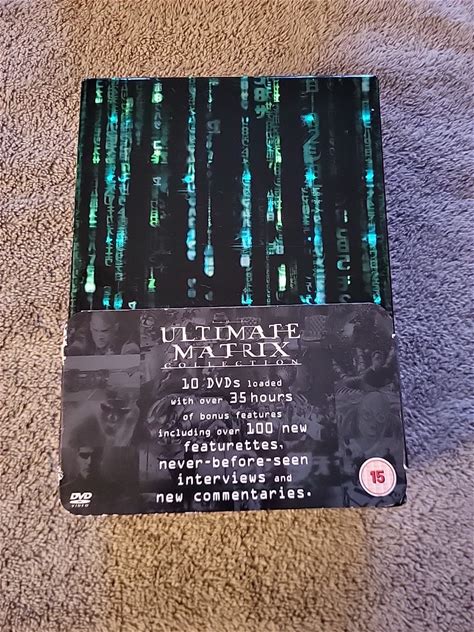 THE
ULTIMATE
MATRIX
COLLECTION
10 DVDs loaded
with over 35 hours
of bonus features
including over 100 new
featurettes,
never-before-seen
interviews and
new commentaries.
15
DVD
VIDEO